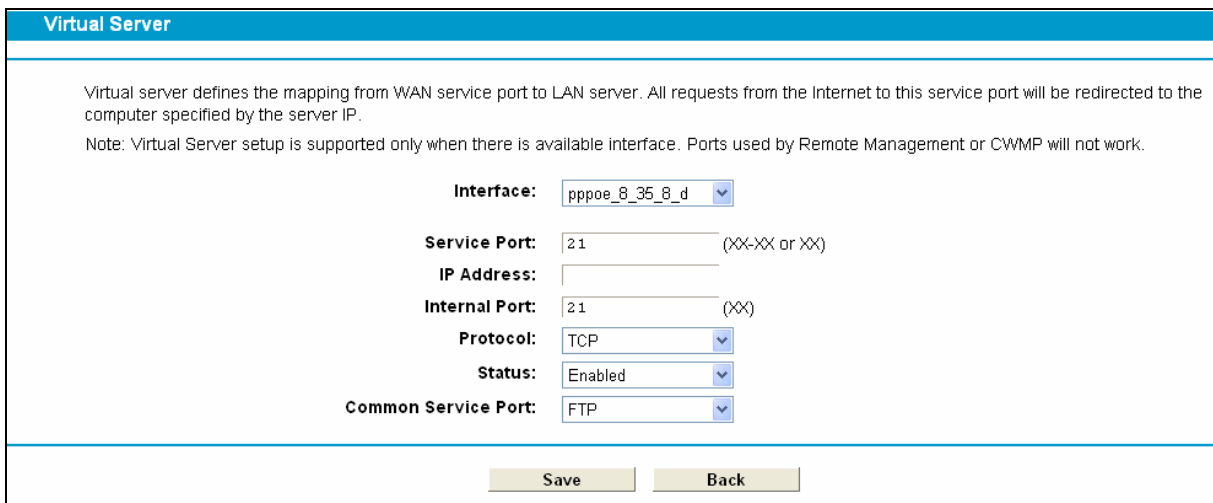 Virtual Server
Virtual server defines the mapping from WAN service port to LAN server. All requests from the Internet to this service port will be redirected to the
computer specified by the server IP.
Note: Virtual Server setup is supported only when there is available interface. Ports used by Remote Management or CWMP will not work.
Interface: pppoe_8_35_8_d
Service Port: 21 (XX-XX or XX)
IP Address:
Internal Port: 21 (XX)
Protocol: TCP
Status: Enabled
Common Service Port: FTP
Save Back